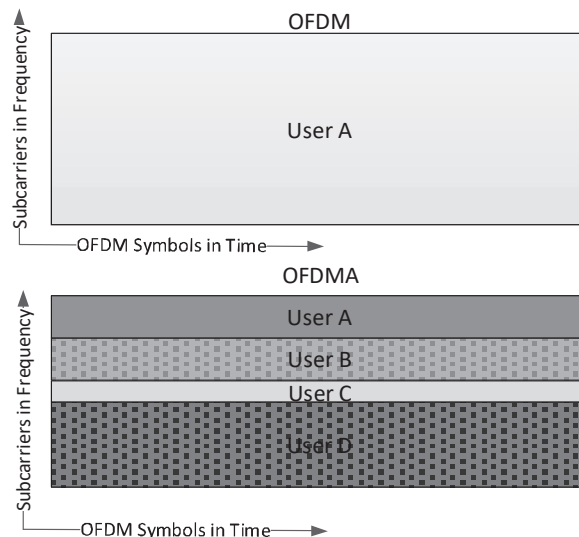 OFDM
Subcarriers in Frequency
User A
OFDM Symbols in Time
OFDMA
Subcarriers in Frequency
User A
User B
User C
User D
OFDM Symbols in Time